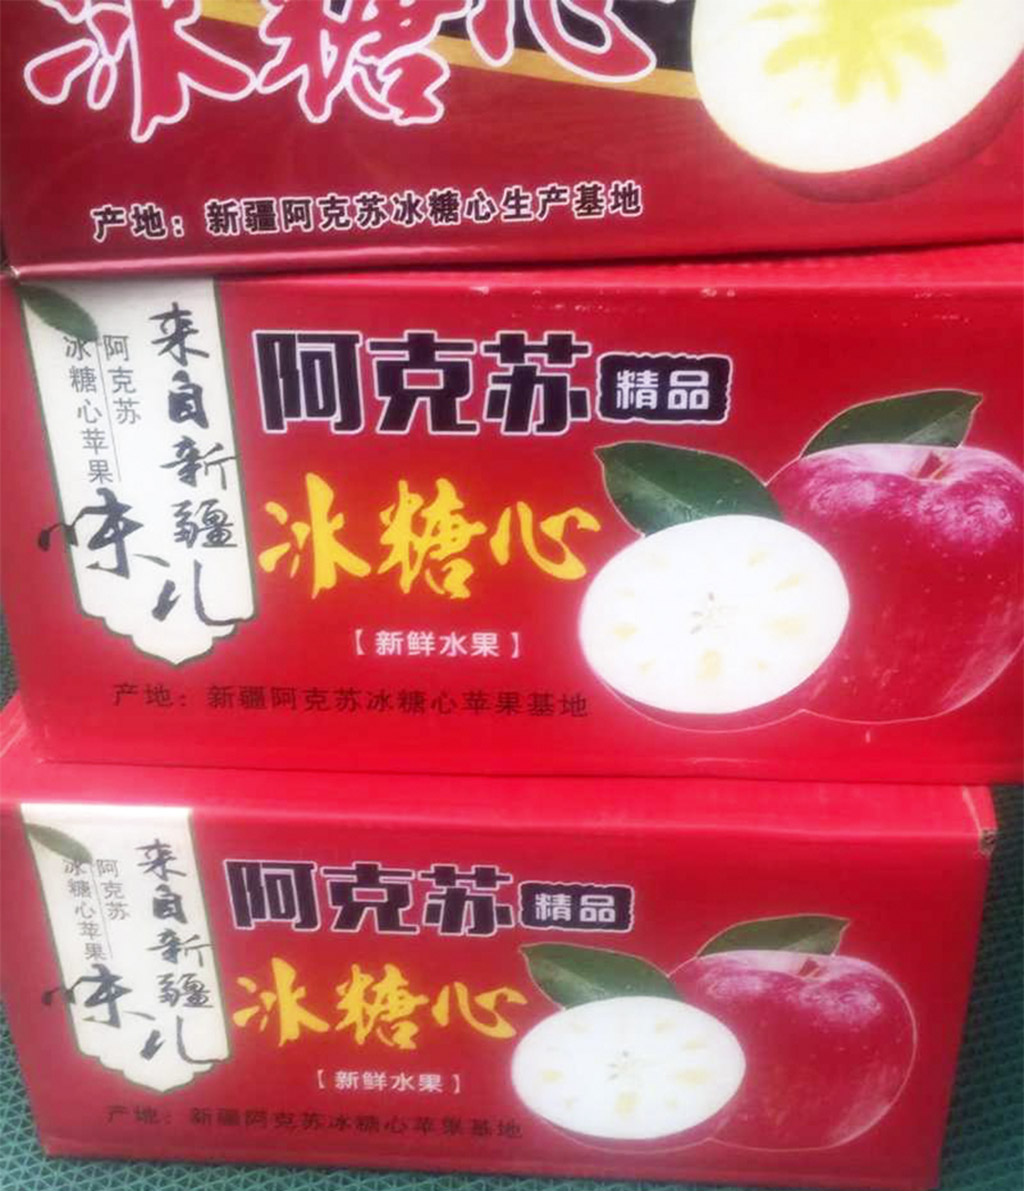 冰糖心
产地：新疆阿克苏冰糖心生产基地
来自新疆
味儿
阿克苏
冰糖心苹果
阿克苏 精品
冰糖心
【新鲜水果】
产地：新疆阿克苏冰糖心苹果基地
来自新疆
味儿
阿克苏
冰糖心苹果
阿克苏 精品
冰糖心
【新鲜水果】
产地：新疆阿克苏冰糖心苹果基地